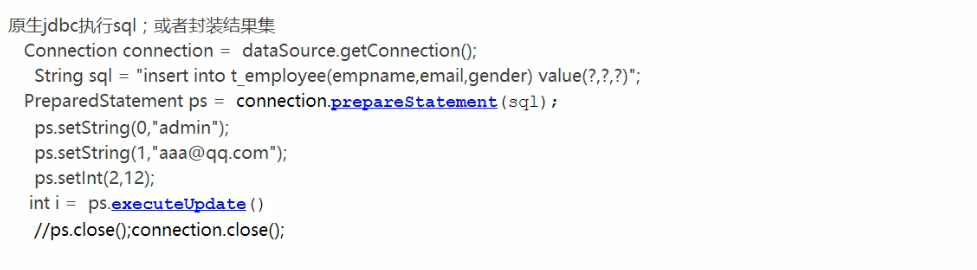 原生jdbc执行sql；或者封装结果集
Connection connection = dataSource.getConnection();
String sql = "insert into t_employee(empname,email,gender) value(?,?,?)";
PreparedStatement ps = connection.prepareStatement(sql);
ps.setString(0,"admin");
ps.setString(1,"aaa@qq.com");
ps.setInt(2,12);
int i = ps.executeUpdate()
//ps.close();connection.close();